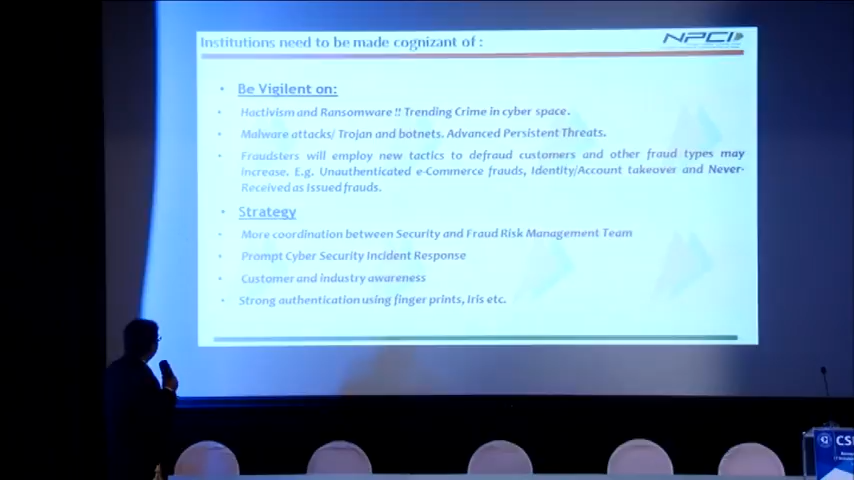 Institutions need to be made cognizant of :
NPCI
• Be Vigilent on:
• Hactivism and Ransomware !! Trending Crime in cyber space.
• Malware attacks/ Trojan and botnets. Advanced Persistent Threats.
• Fraudsters will employ new tactics to defraud customers and other fraud types may
increase. E.g. Unauthenticated e-Commerce frauds, Identity/Account takeover and Never-
Received as Issued frauds.
• Strategy
• More coordination between Security and Fraud Risk Management Team
• Prompt Cyber Security Incident Response
• Customer and industry awareness
• Strong authentication using finger prints, Iris etc.